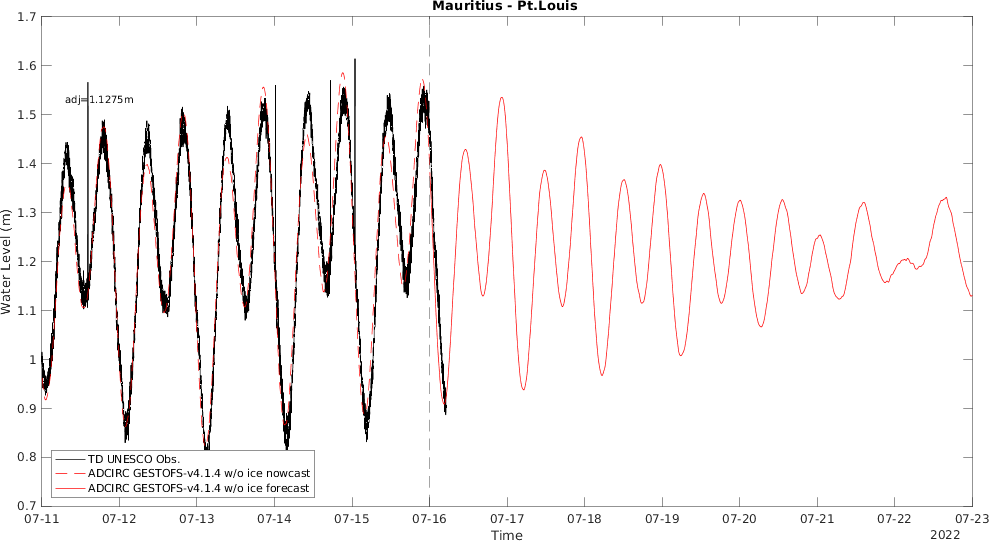 Mauritius - Pt.Louis
1.7
1.6
1.5
1.4
1.3
1.2
1.1
1
0.9
0.8
0.7
Water Level (m)
adj=1.1275m
TD UNESCO Obs.
ADCIRC GESTOFS-v4.1.4 w/o ice nowcast
ADCIRC GESTOFS-v4.1.4 w/o ice forecast
07-11 07-12 07-13 07-14 07-15 07-16 07-17 07-18 07-19 07-20 07-21 07-22 07-23
Time
2022